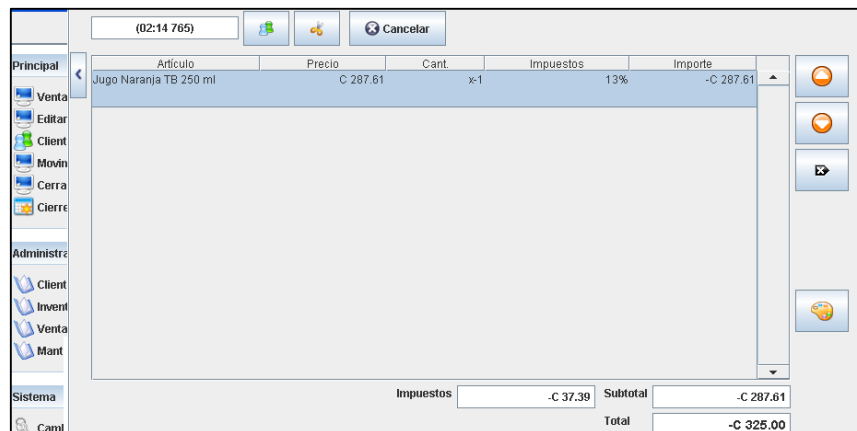 (02:14 765)
Cancelar
Principal
Venta
Editar
Client
Movin
Cerra
Cierre
Administra
Client
Invent
Venta
Mant
Sistema
Caml
Artículo Precio Cant. Impuestos Importe
Jugo Naranja TB 250 ml C 287.61 x-1 13% -C 287.61
Impuestos -C 37.39 Subtotal -C 287.61
Total -C 325.00